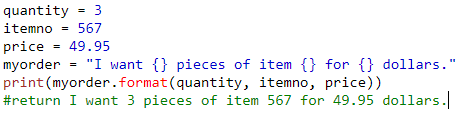 quantity = 3
itemno = 567
price = 49.95
myorder = "I want {} pieces of item {} for {} dollars."
print(myorder.format(quantity, itemno, price))
#return I want 3 pieces of item 567 for 49.95 dollars.